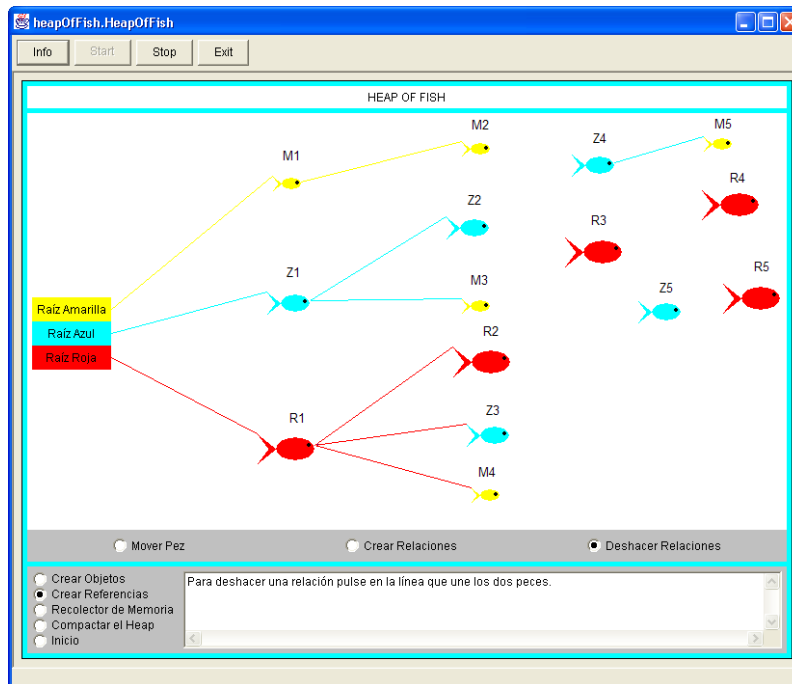 heapOfFish.HeapOfFish
Info Start Stop Exit
HEAP OF FISH
M2
M5
Z4
M1
R4
Z2
R3
Z1
M3
R5
Z5
Raíz Amarilla
Raíz Azul
R2
Raíz Roja
R1
Z3
M4
Mover Pez Crear Relaciones Deshacer Relaciones
Crear Objetos
Crear Referencias
Recolector de Memoria
Compactar el Heap
Inicio
Para deshacer una relación pulse en la línea que une los dos peces.